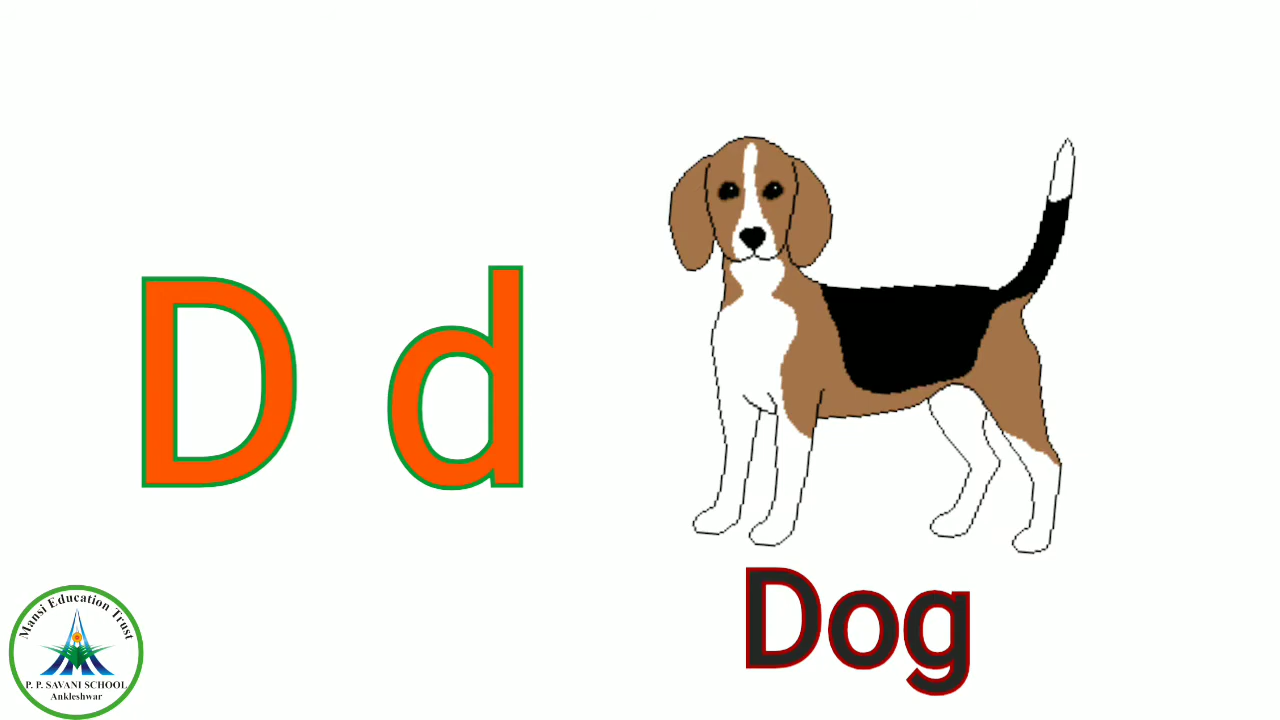 D d
Dog
Mansi Education Trust
P. P. SAVANI SCHOOL
Ankleshwar